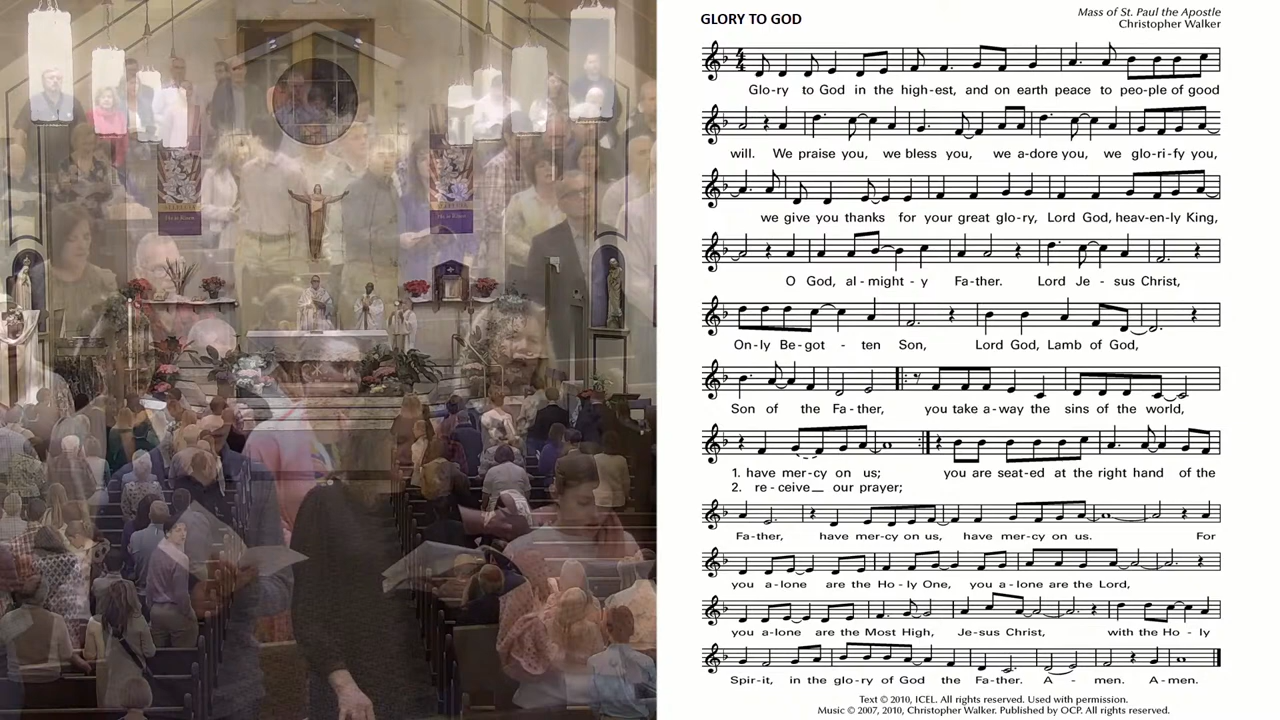 GLORY TO GOD
Mass of St. Paul the Apostle
Christopher Walker
Glo-ry to God in the high-est, and on earth peace to peo-ple of good
will. We praise you, we bless you, we a-dore you, we glo-ri-fy you,
we give you thanks for your great glo-ry, Lord God, heav-en-ly King,
O God, al-might-y Fa-ther. Lord Je-sus Christ,
On-ly Be-got-ten Son, Lord God, Lamb of God,
Son of the Fa-ther, you take a-way the sins of the world,
1. have mer-cy on us; you are seat-ed at the right hand of the
2. re-ceive our prayer;
Fa-ther, have mer-cy on us, have mer-cy on us. For
you a-lone are the Ho-ly One, you a-lone are the Lord,
you a-lone are the Most High, Je-sus Christ, with the Ho-ly
Spir-it, in the glo-ry of God the Fa-ther. A-men. A-men.
Text © 2010, ICEL. All rights reserved. Used with permission.
Music © 2007, 2010, Christopher Walker. Published by OCP. All rights reserved.